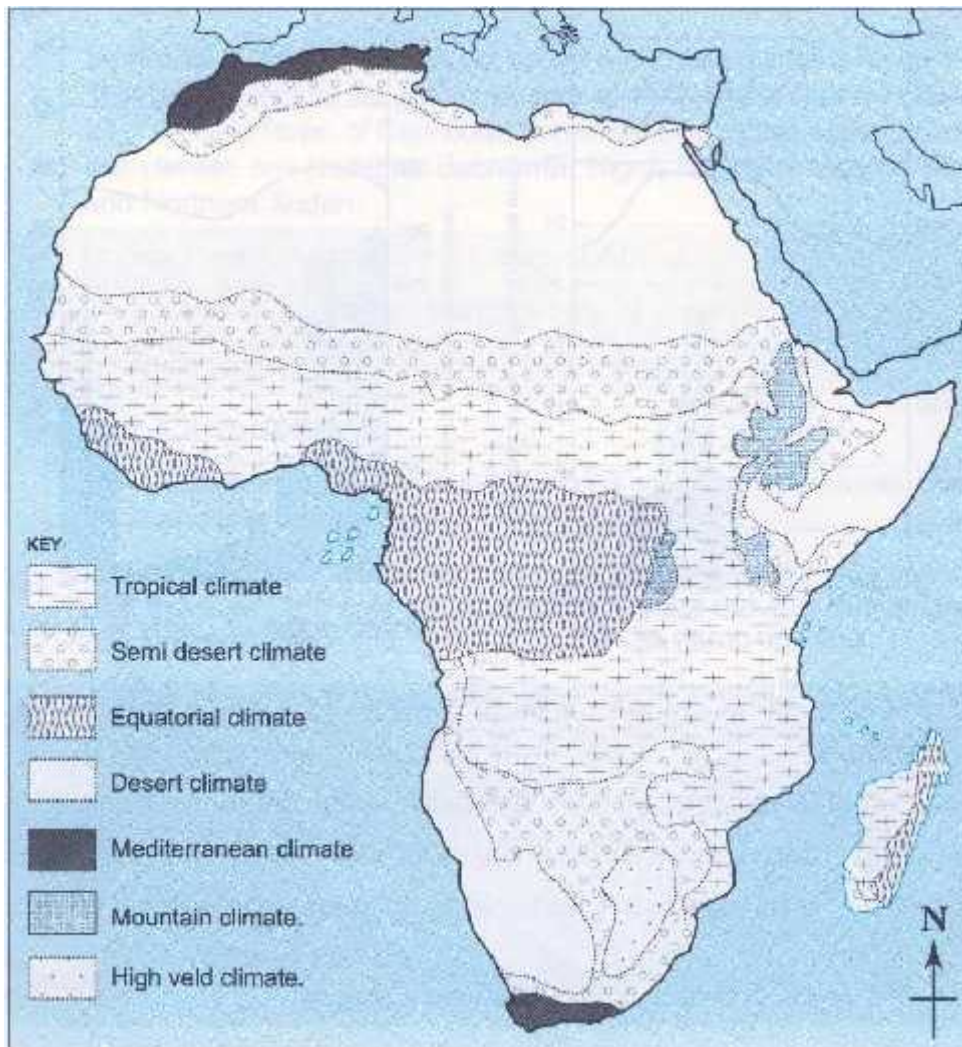 KEY
Tropical climate
Semi desert climate
Equatorial climate
Desert climate
Mediterranean climate
Mountain climate.
High veld climate.
N